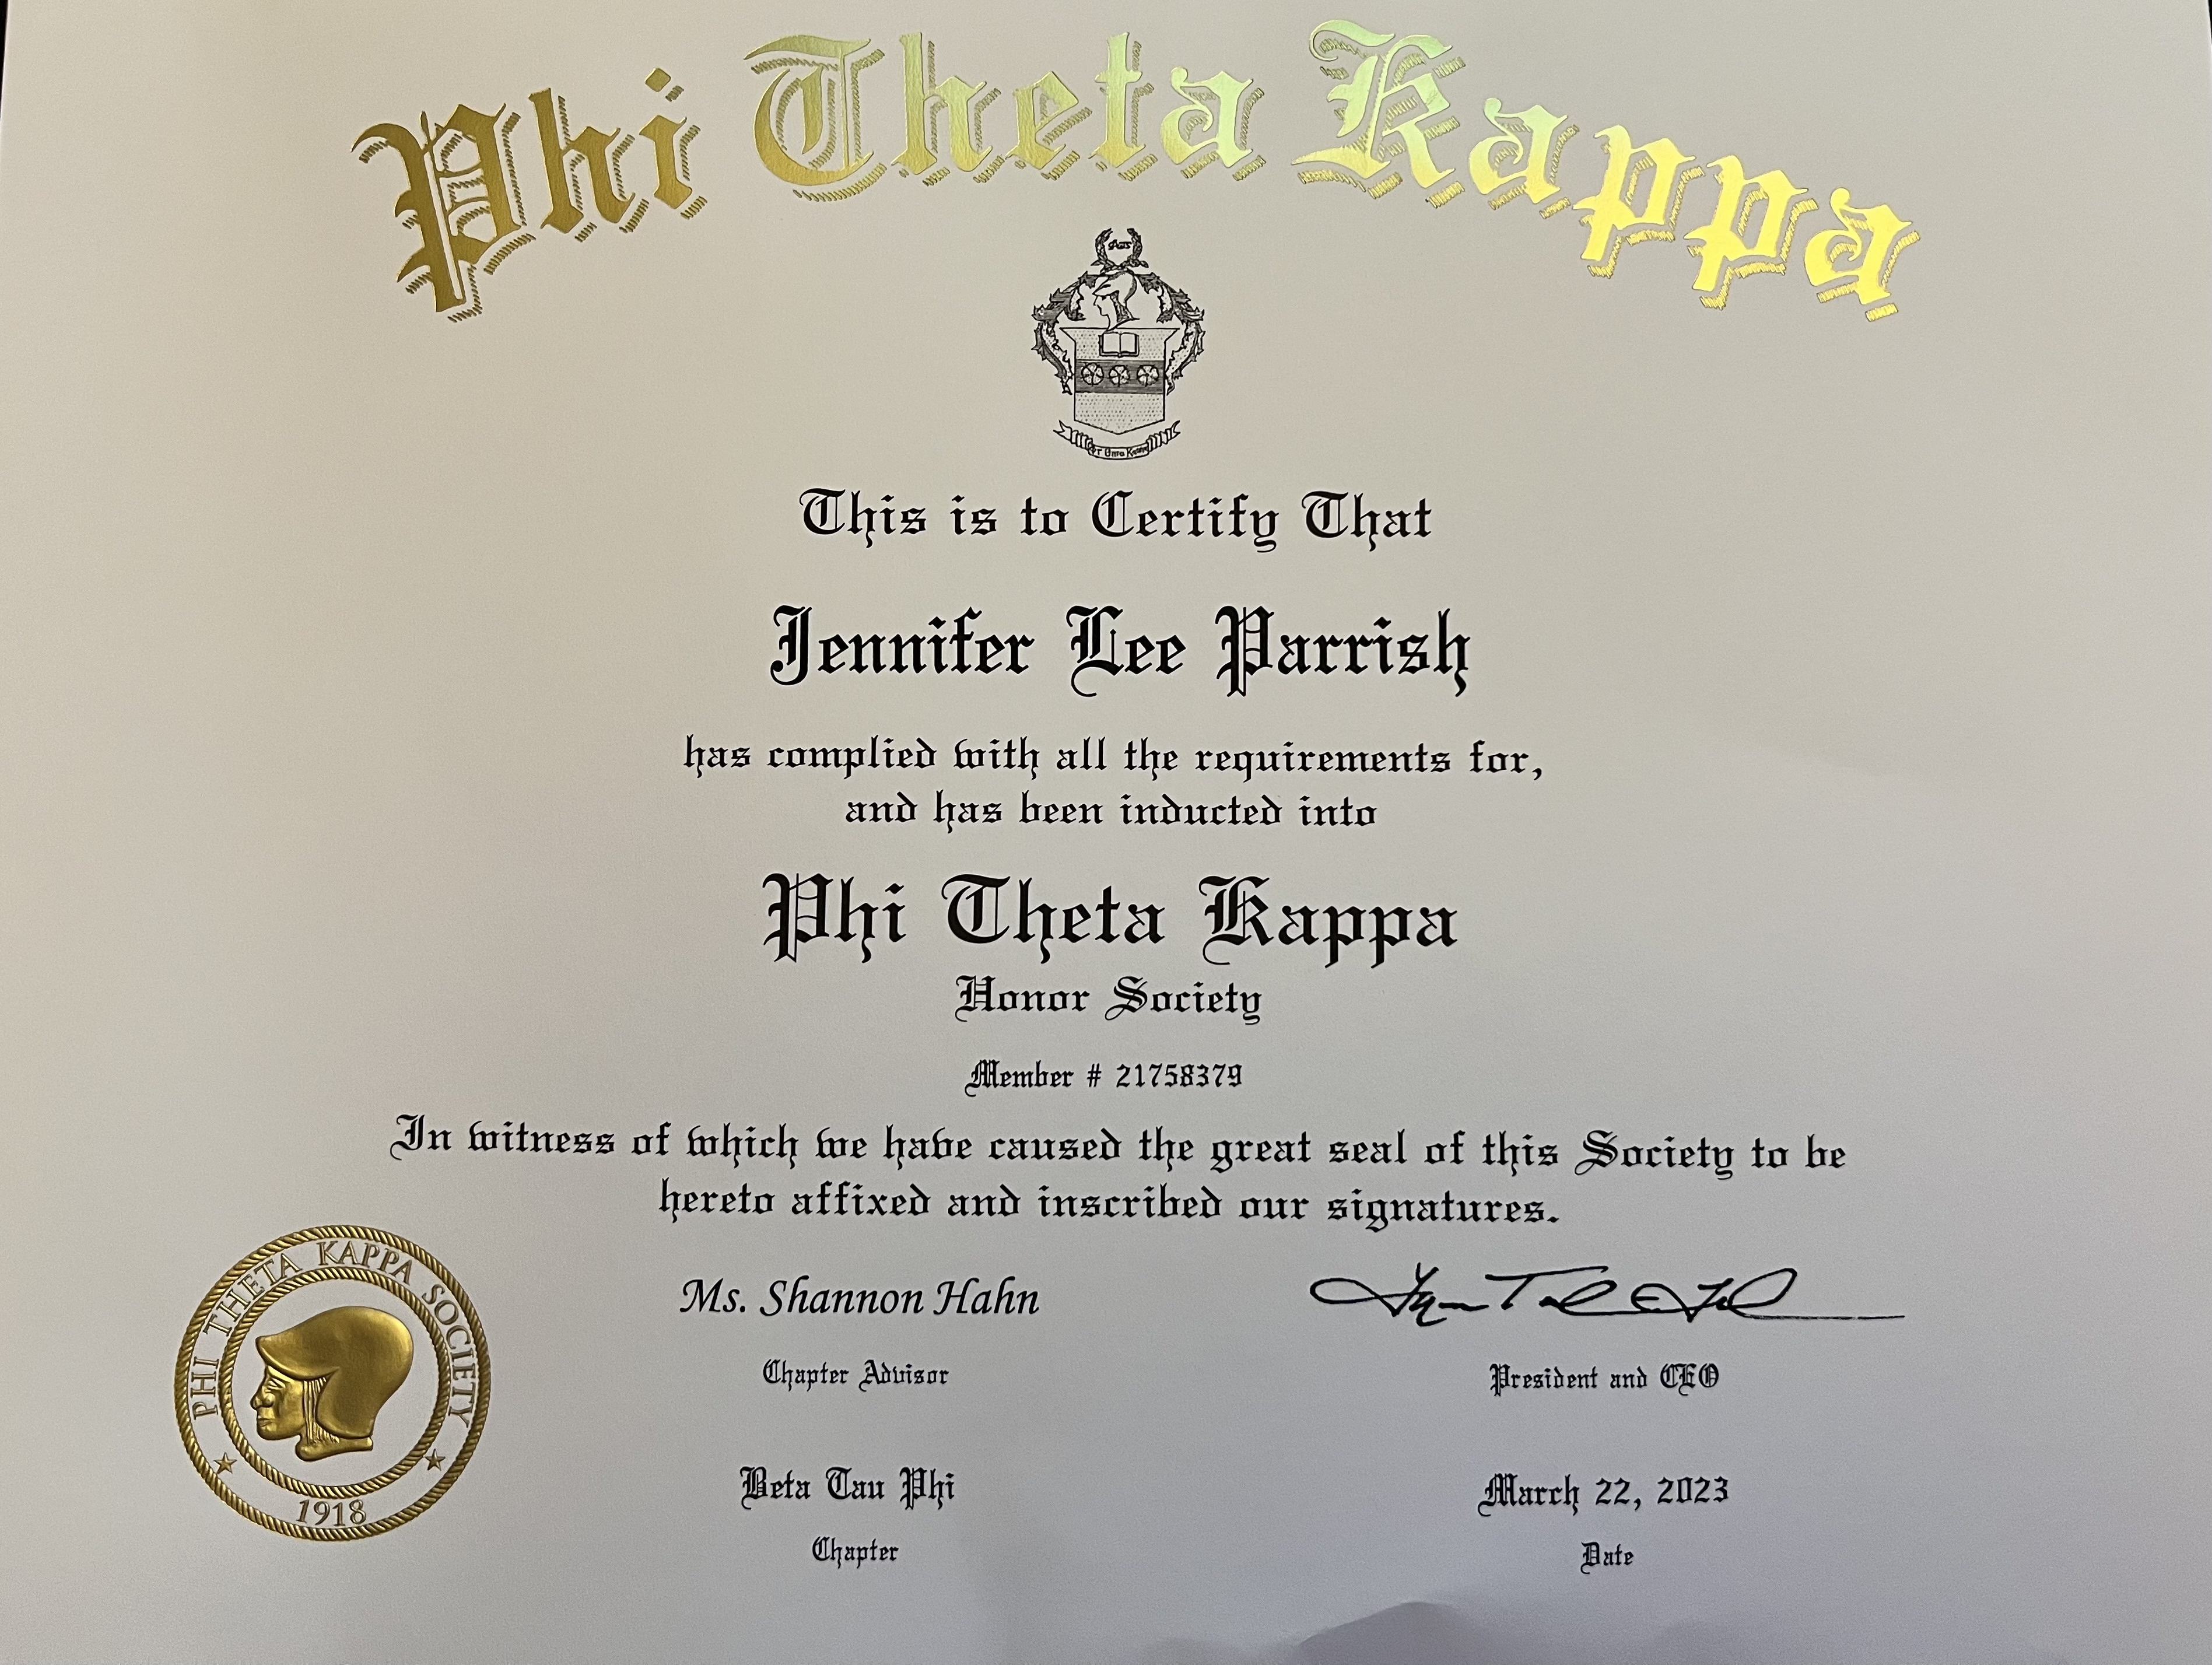 Phi Theta Kappa
This is to Certify That
Jennifer Lee Parrish
has complied with all the requirements for,
and has been inducted into
Phi Theta Kappa
Honor Society
Member # 21758379
In witness of which we have caused the great seal of this Society to be
hereto affixed and inscribed our signatures.
PHI THETA KAPPA SOCIETY
1918
Ms. Shannon Hahn
Chapter Advisor
President and CEO
Beta Tau Phi
Chapter
March 22, 2023
Date